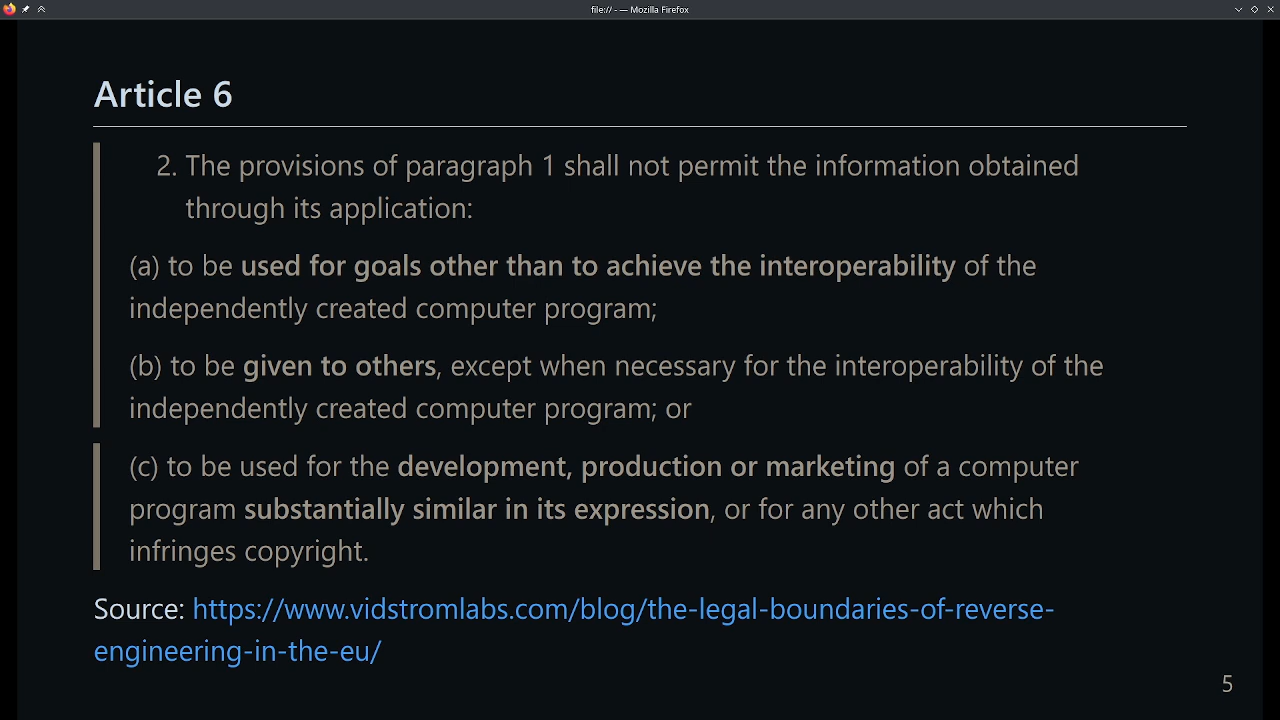 file:// - — Mozilla Firefox
Article 6
2. The provisions of paragraph 1 shall not permit the information obtained
through its application:
(a) to be used for goals other than to achieve the interoperability of the
independently created computer program;
(b) to be given to others, except when necessary for the interoperability of the
independently created computer program; or
(c) to be used for the development, production or marketing of a computer
program substantially similar in its expression, or for any other act which
infringes copyright.
Source: https://www.vidstromlabs.com/blog/the-legal-boundaries-of-reverse-
engineering-in-the-eu/
5